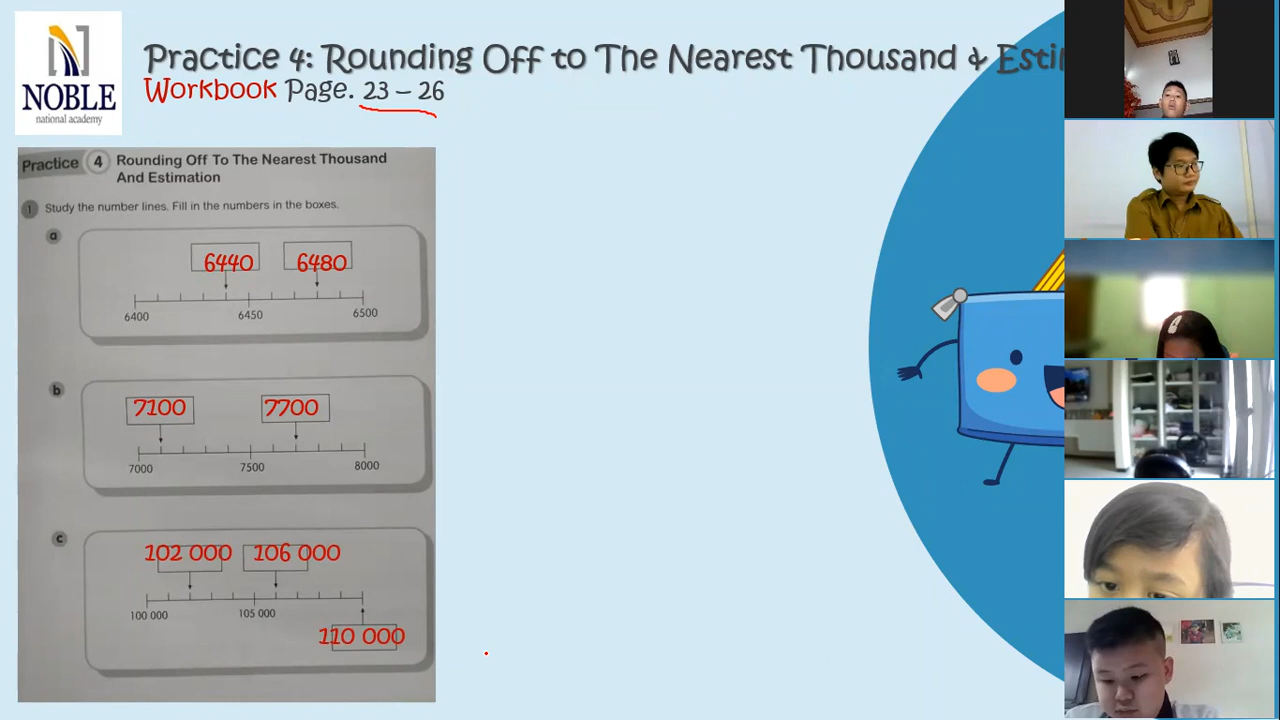 NOBLE
national academy
Practice 4: Rounding Off to The Nearest Thousand & Esti
Workbook Page. 23 – 26
Practice 4 Rounding Off To The Nearest Thousand
And Estimation
1 Study the number lines. Fill in the numbers in the boxes.
a
6440 6480
6400 6450 6500
b
7100 7700
7000 7500 8000
c
102 000 106 000
100 000 105 000
110 000